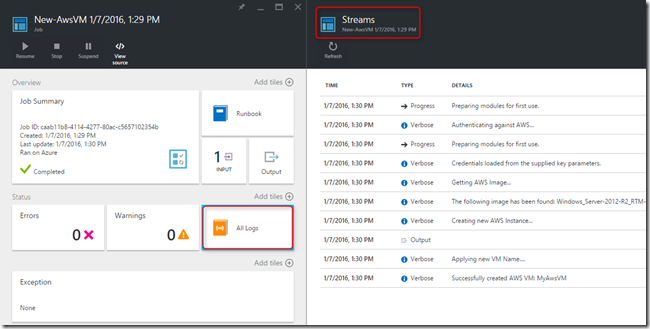 New-AwsVM 1/7/2016, 1:29 PM
Job
Resume
Stop
Suspend
View source
Overview
Add tiles
Job Summary
Job ID: caab11b8-4114-4277-80ac-c5657102354b
Created: 1/7/2016, 1:29 PM
Last update: 1/7/2016, 1:30 PM
Ran on Azure
Completed
Runbook
1
INPUT
Output
Status
Add tiles
Errors
0
Warnings
0
All Logs
Add tiles
Exception
None
Streams
New-AwsVM 1/7/2016, 1:29 PM
Refresh
TIME TYPE DETAILS
1/7/2016, 1:30 PM Progress Preparing modules for first use.
1/7/2016, 1:30 PM Verbose Authenticating against AWS...
1/7/2016, 1:30 PM Progress Preparing modules for first use.
1/7/2016, 1:30 PM Verbose Credentials loaded from the supplied key parameters.
1/7/2016, 1:30 PM Verbose Getting AWS Image...
1/7/2016, 1:30 PM Verbose The following image has been found: Windows_Server-2012-R2_RTM-
1/7/2016, 1:30 PM Verbose Creating new AWS Instance...
1/7/2016, 1:30 PM Output
1/7/2016, 1:30 PM Verbose Applying new VM Name...
1/7/2016, 1:30 PM Verbose Successfully created AWS VM: MyAwsVM